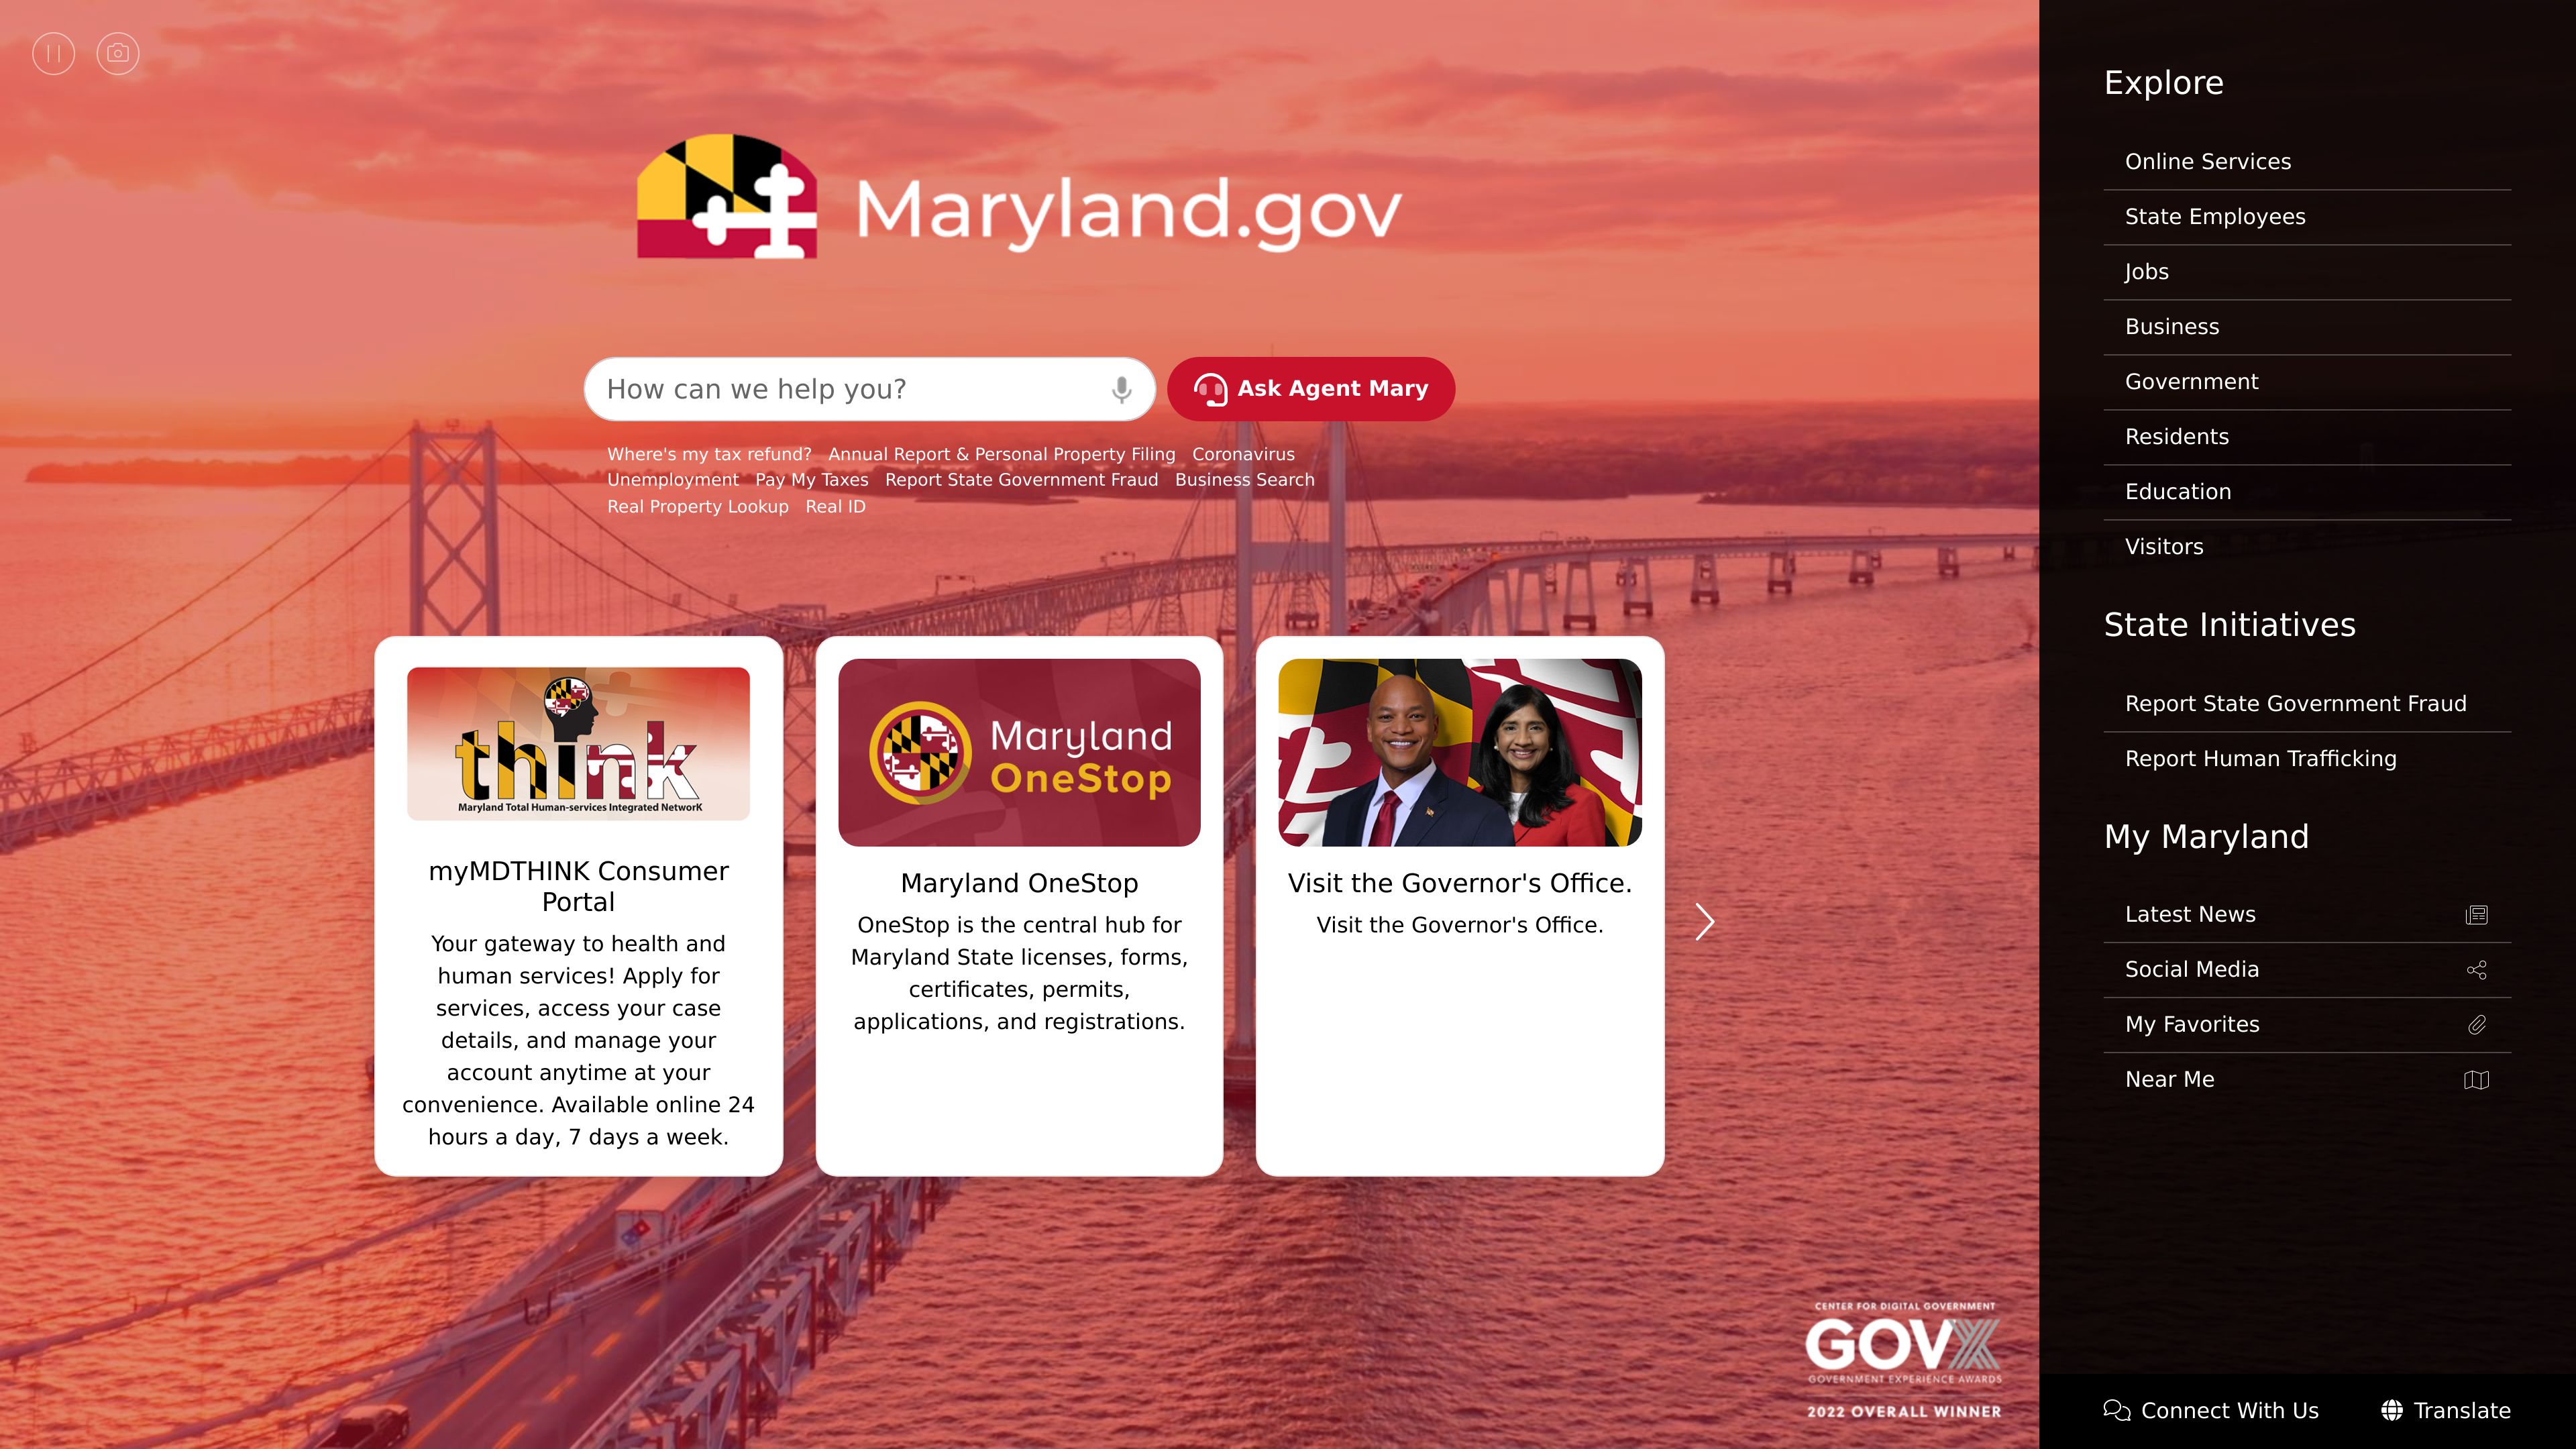 Maryland.gov
How can we help you?
Ask Agent Mary
Where's my tax refund? Annual Report & Personal Property Filing Coronavirus
Unemployment Pay My Taxes Report State Government Fraud Business Search
Real Property Lookup Real ID
think
Maryland Total Human-services Integrated NetworK
myMDTHINK Consumer
Portal
Your gateway to health and
human services! Apply for
services, access your case
details, and manage your
account anytime at your
convenience. Available online 24
hours a day, 7 days a week.
Maryland
OneStop
Maryland OneStop
OneStop is the central hub for
Maryland State licenses, forms,
certificates, permits,
applications, and registrations.
Visit the Governor's Office.
Visit the Governor's Office.
CENTER FOR DIGITAL GOVERNMENT
GOVX
GOVERNMENT EXPERIENCE AWARDS
2022 OVERALL WINNER
Explore
Online Services
State Employees
Jobs
Business
Government
Residents
Education
Visitors
State Initiatives
Report State Government Fraud
Report Human Trafficking
My Maryland
Latest News
Social Media
My Favorites
Near Me
Connect With Us
Translate